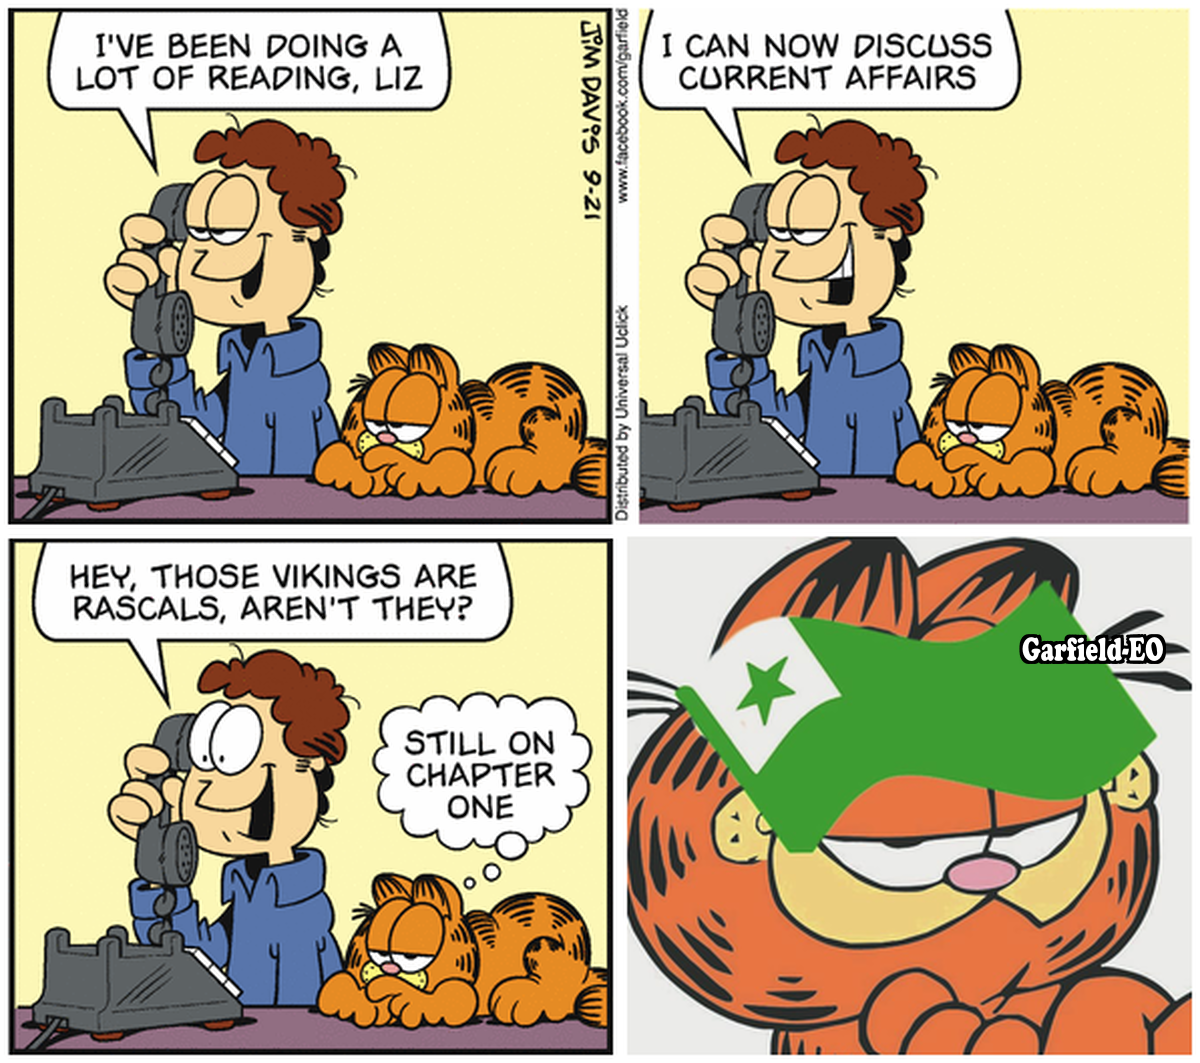 I'VE BEEN DOING A
LOT OF READING, LIZ
JIM DAVIS 9-21
www.facebook.com/garfield
Distributed by Universal Uclick
I CAN NOW DISCUSS
CURRENT AFFAIRS
HEY, THOSE VIKINGS ARE
RASCALS, AREN'T THEY?
STILL ON
CHAPTER
ONE
Garfield-EO